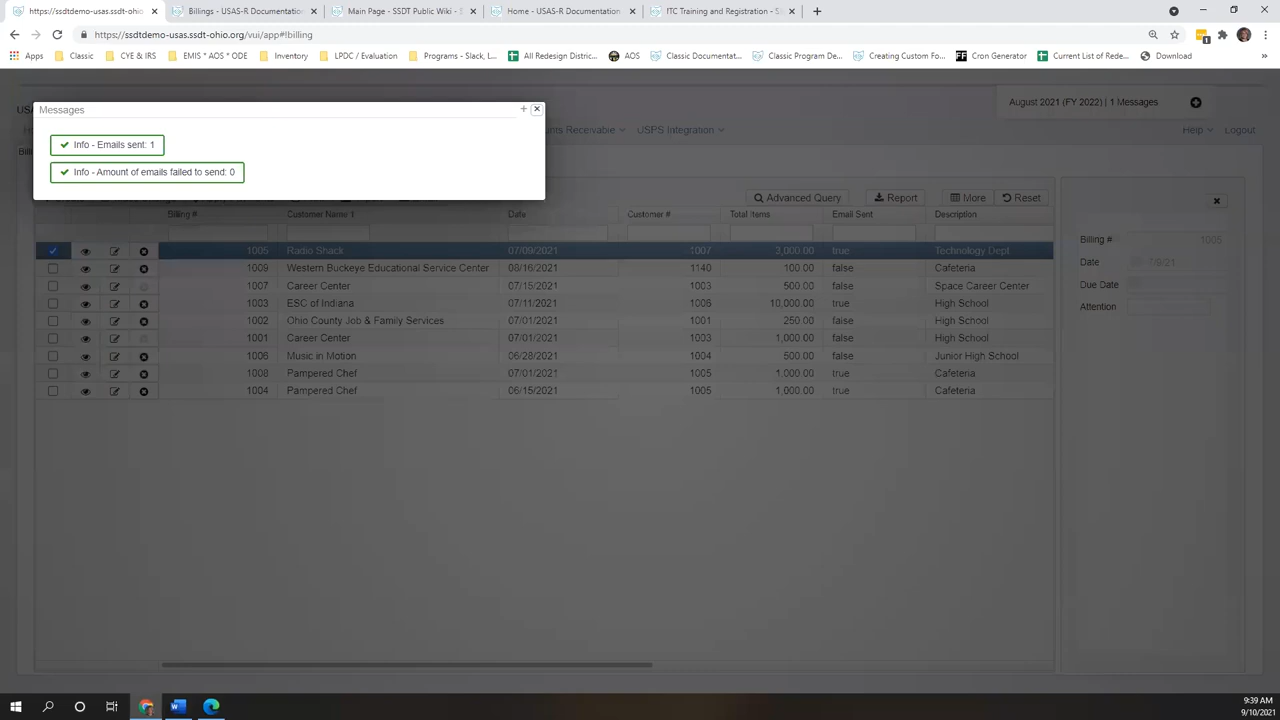 https://ssdtdemo-usas.ssdt-ohio.org/
Billings - USAS-R Documentation
Main Page - SSDT Public Wiki - S
Home - USAS-R Documentation
ITC Training and Registration - S
https://ssdtdemo-usas.ssdt-ohio.org/vui/app#!billing
1
Apps Classic CYE & IRS EMIS * AOS * ODE Inventory LPDC / Evaluation Programs - Slack, L... All Redesign Distric... AOS Classic Documentat... Classic Program De... Creating Custom Fo... Cron Generator Current List of Rede... Download
Messages
August 2021 (FY 2022) | 1 Messages
Info - Emails sent: 1
Info - Amount of emails failed to send: 0
USPS Integration Help Logout
Advanced Query Report More Reset
Billing # Customer Name 1 Date Customer # Total Items Email Sent Description
1005 Radio Shack 07/09/2021 1007 3,000.00 true Technology Dept
1009 Western Buckeye Educational Service Center 08/16/2021 1140 100.00 false Cafeteria
1007 Career Center 07/15/2021 1003 500.00 false Space Career Center
1003 ESC of Indiana 07/11/2021 1006 10,000.00 true High School
1002 Ohio County Job & Family Services 07/01/2021 1001 250.00 false High School
1001 Career Center 07/01/2021 1003 1,000.00 false High School
1006 Music in Motion 06/28/2021 1004 500.00 false Junior High School
1008 Pampered Chef 07/01/2021 1005 1,000.00 true Cafeteria
1004 Pampered Chef 06/15/2021 1005 1,000.00 true Cafeteria
Billing # 1005
Date 7/9/21
Due Date
Attention
9:39 AM
9/10/2021